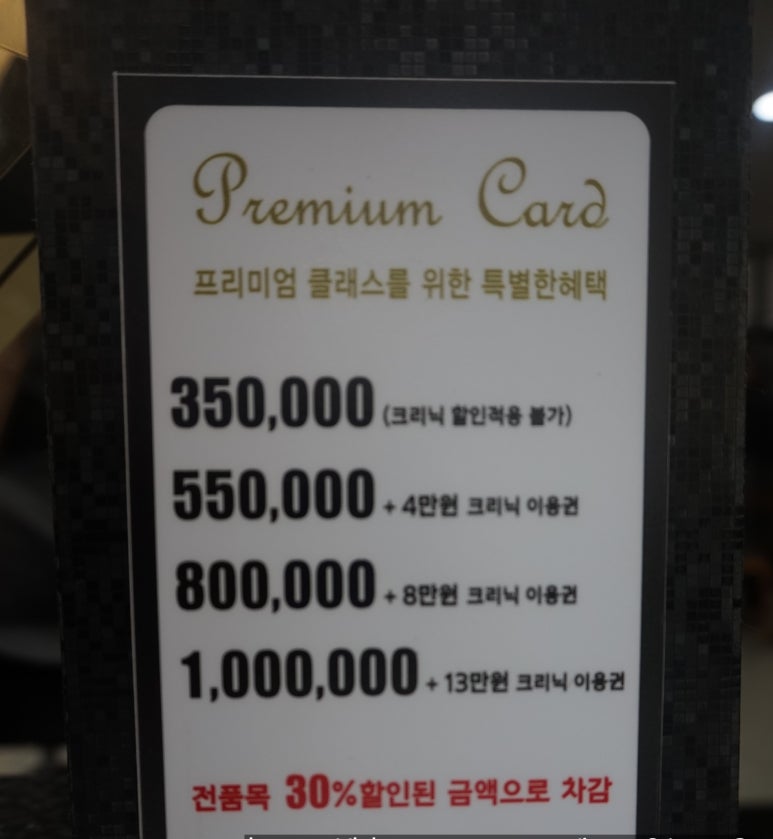 Premium Card
프리미엄 클래스를 위한 특별한혜택
350,000 (크리닉 할인적용 불가)
550,000 + 4만원 크리닉 이용권
800,000 + 8만원 크리닉 이용권
1,000,000 + 13만원 크리닉 이용권
전품목 30%할인된 금액으로 차감